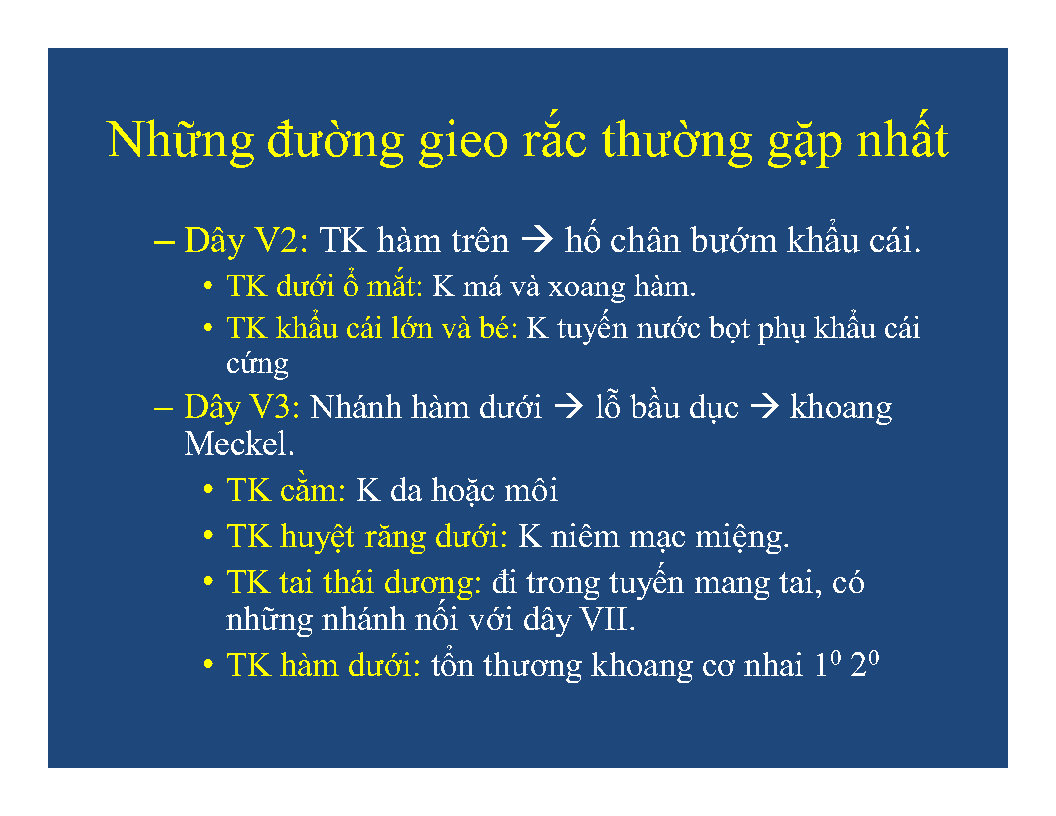 Những đường gieo rắc thường gặp nhất
– Dây V2: TK hàm trên → hố chân bướm khẩu cái.
• TK dưới ổ mắt: K má và xoang hàm.
• TK khẩu cái lớn và bé: K tuyến nước bọt phụ khẩu cái
cứng
– Dây V3: Nhánh hàm dưới → lỗ bầu dục → khoang
Meckel.
• TK cằm: K da hoặc môi
• TK huyệt răng dưới: K niêm mạc miệng.
• TK tai thái dương: đi trong tuyến mang tai, có
những nhánh nối với dây VII.
• TK hàm dưới: tổn thương khoang cơ nhai 1⁰ 2⁰